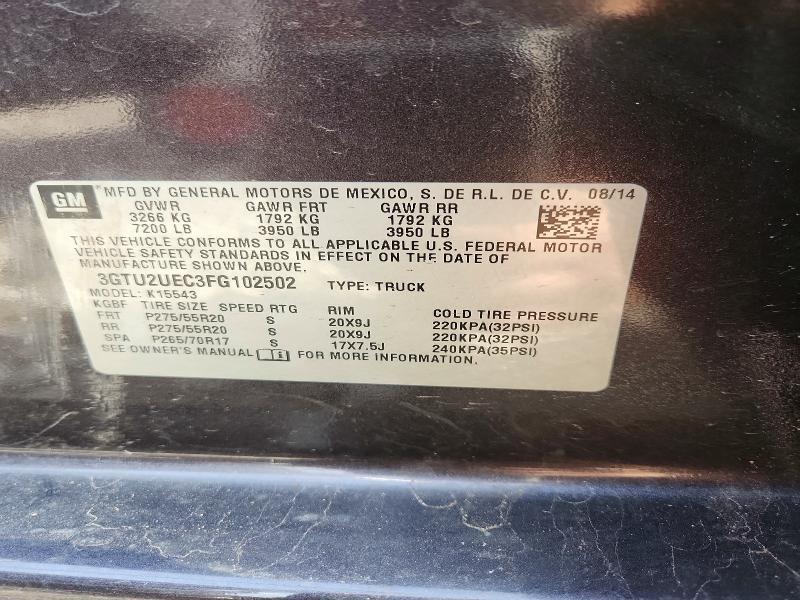 GM MFD BY GENERAL MOTORS DE MEXICO, S. DE R.L. DE C.V. 08/14
GVWR GAWR FRT GAWR RR
3266 KG 1792 KG 1792 KG
7200 LB 3950 LB 3950 LB
THIS VEHICLE CONFORMS TO ALL APPLICABLE U.S. FEDERAL MOTOR
VEHICLE SAFETY STANDARDS IN EFFECT ON THE DATE OF
MANUFACTURE SHOWN ABOVE.
3GTU2UEC3FG102502 TYPE: TRUCK
MODEL: K15543
KGBF TIRE SIZE SPEED RTG RIM COLD TIRE PRESSURE
FRT P275/55R20 S 20X9J 220KPA(32PSI)
RR P275/55R20 S 20X9J 220KPA(32PSI)
SPA P265/70R17 S 17X7.5J 240KPA(35PSI)
SEE OWNER'S MANUAL FOR MORE INFORMATION.